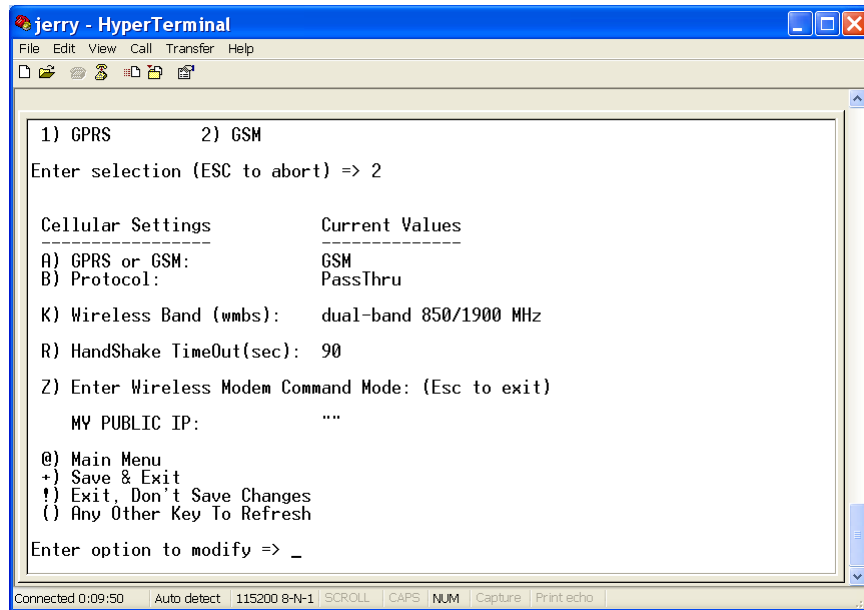 jerry - HyperTerminal
File Edit View Call Transfer Help
1) GPRS 2) GSM
Enter selection (ESC to abort) => 2
Cellular Settings Current Values
----------------- --------------
A) GPRS or GSM: GSM
B) Protocol: PassThru
K) Wireless Band (wmbs): dual-band 850/1900 MHz
R) HandShake TimeOut(sec): 90
Z) Enter Wireless Modem Command Mode: (Esc to exit)
MY PUBLIC IP: ""
@) Main Menu
+) Save & Exit
!) Exit, Don't Save Changes
() Any Other Key To Refresh
Enter option to modify => _
Connected 0:09:50 Auto detect 115200 8-N-1 SCROLL CAPS NUM Capture Print echo